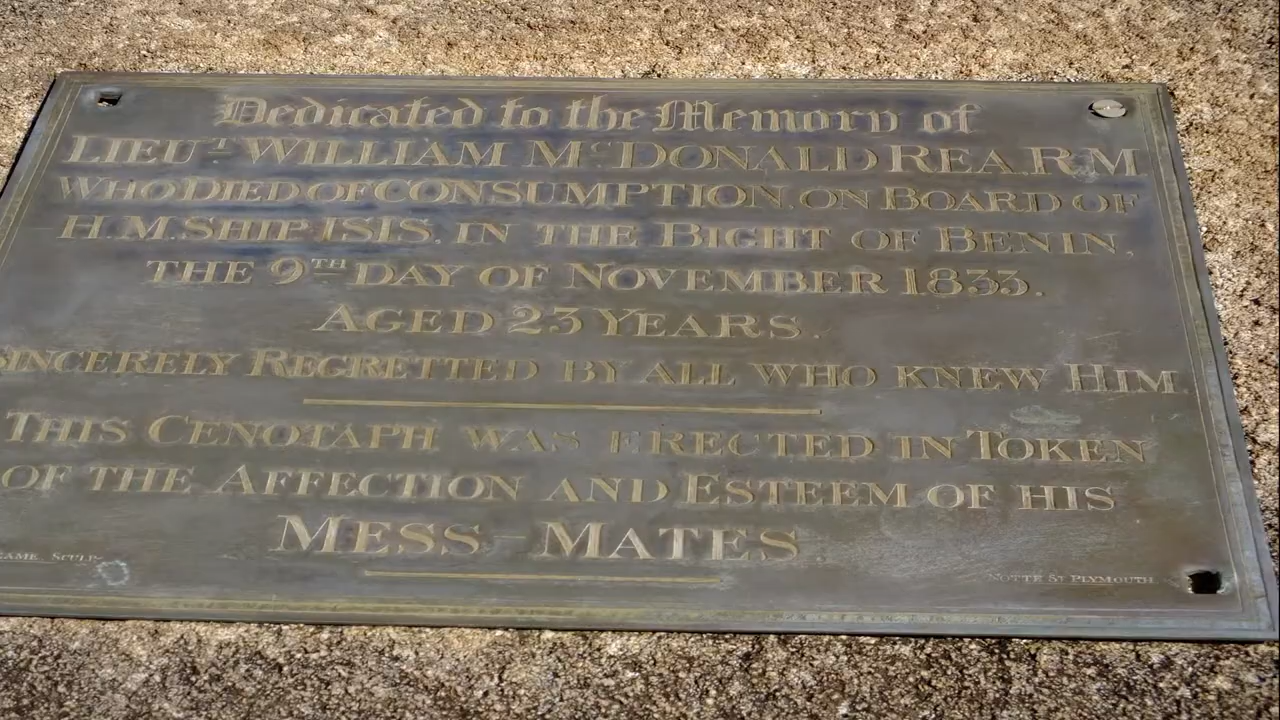 Dedicated to the Memory of
LIEUT WILLIAM McDONALD REA.R.M
WHO DIED OF CONSUMPTION. ON BOARD OF
H.M.SHIP ISIS. IN THE BIGHT OF BENIN,
THE 9TH DAY OF NOVEMBER 1833.
AGED 23 YEARS.
SINCERELY REGRETTED BY ALL WHO KNEW HIM
THIS CENOTAPH WAS ERECTED IN TOKEN
OF THE AFFECTION AND ESTEEM OF HIS
MESS-MATES.
SCULP
NOTTE ST PLYMOUTH